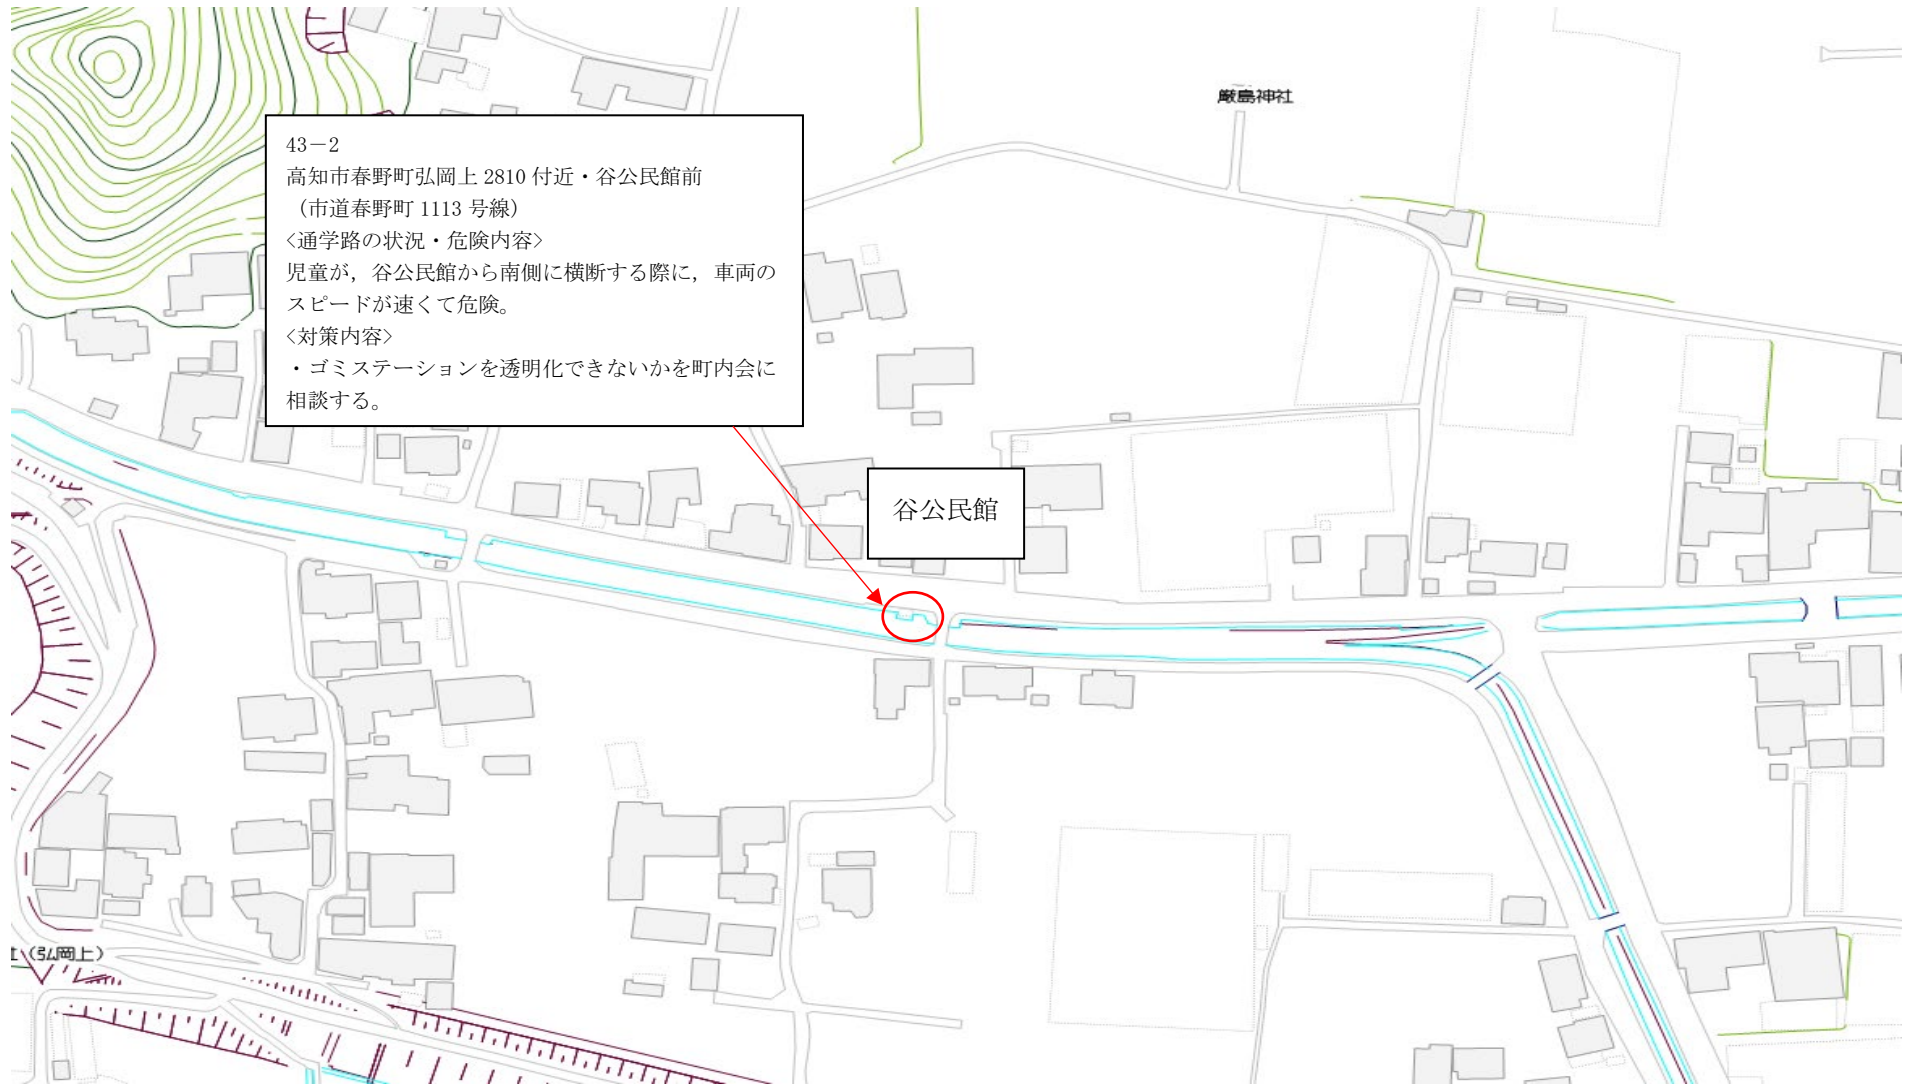 厳島神社
43－2
高知市春野町弘岡上 2810 付近・谷公民館前
（市道春野町 1113 号線）
<通学路の状況・危険内容>
児童が，谷公民館から南側に横断する際に，車両の
スピードが速くて危険。
<対策内容>
・ゴミステーションを透明化できないかを町内会に
相談する。
谷公民館
（弘岡上）